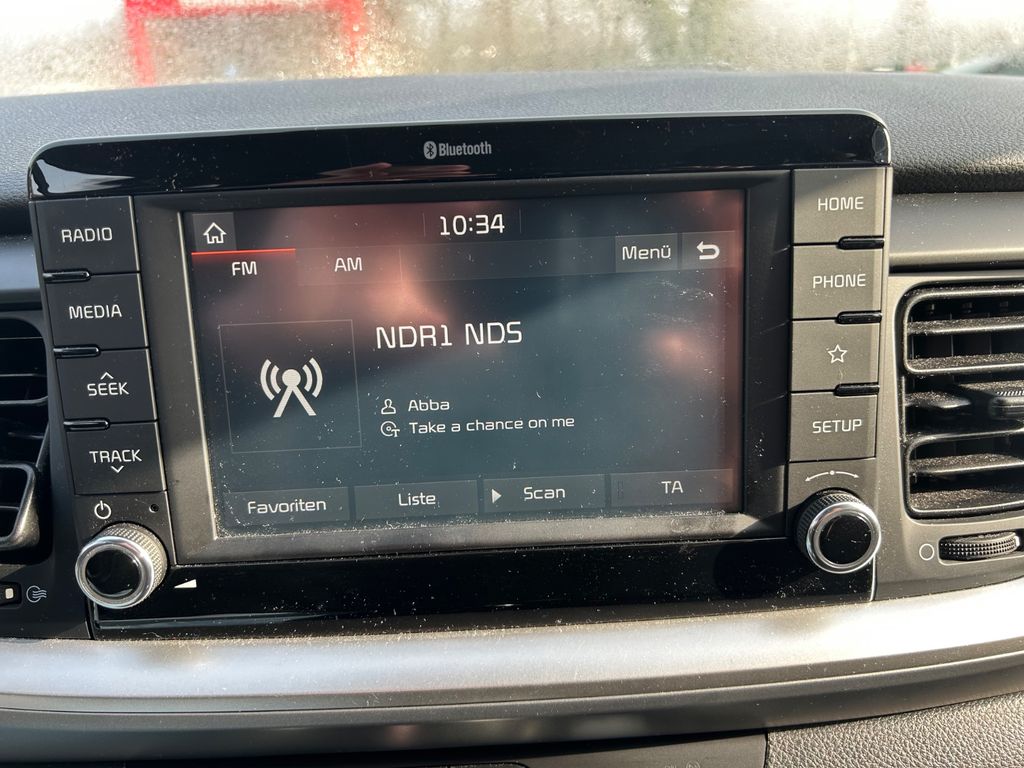 Bluetooth
RADIO
MEDIA
SEEK
TRACK
10:34
FM
AM
Menü
NDR1 NDS
Abba
Take a chance on me
Favoriten
Liste
Scan
TA
HOME
PHONE
SETUP